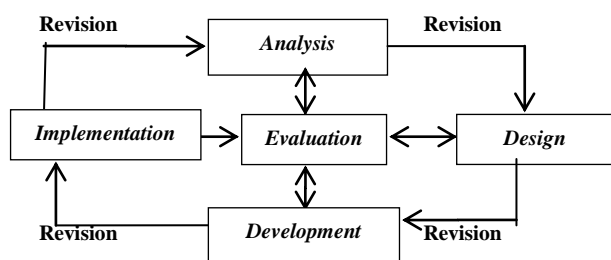 Revision
Analysis
Revision
Implementation
Evaluation
Design
Revision
Development
Revision